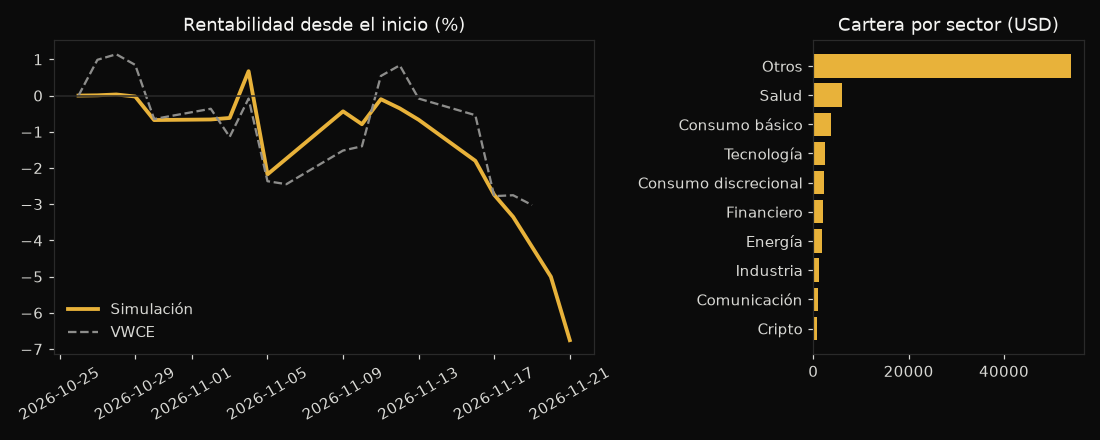 Rentabilidad desde el inicio (%)
1
0
−1
−2
−3
−4
−5
−6
−7
Simulación
VWCE
2026-10-25
2026-10-29
2026-11-01
2026-11-05
2026-11-09
2026-11-13
2026-11-17
2026-11-21
Cartera por sector (USD)
Otros
Salud
Consumo básico
Tecnología
Consumo discrecional
Financiero
Energía
Industria
Comunicación
Cripto
0
20000
40000